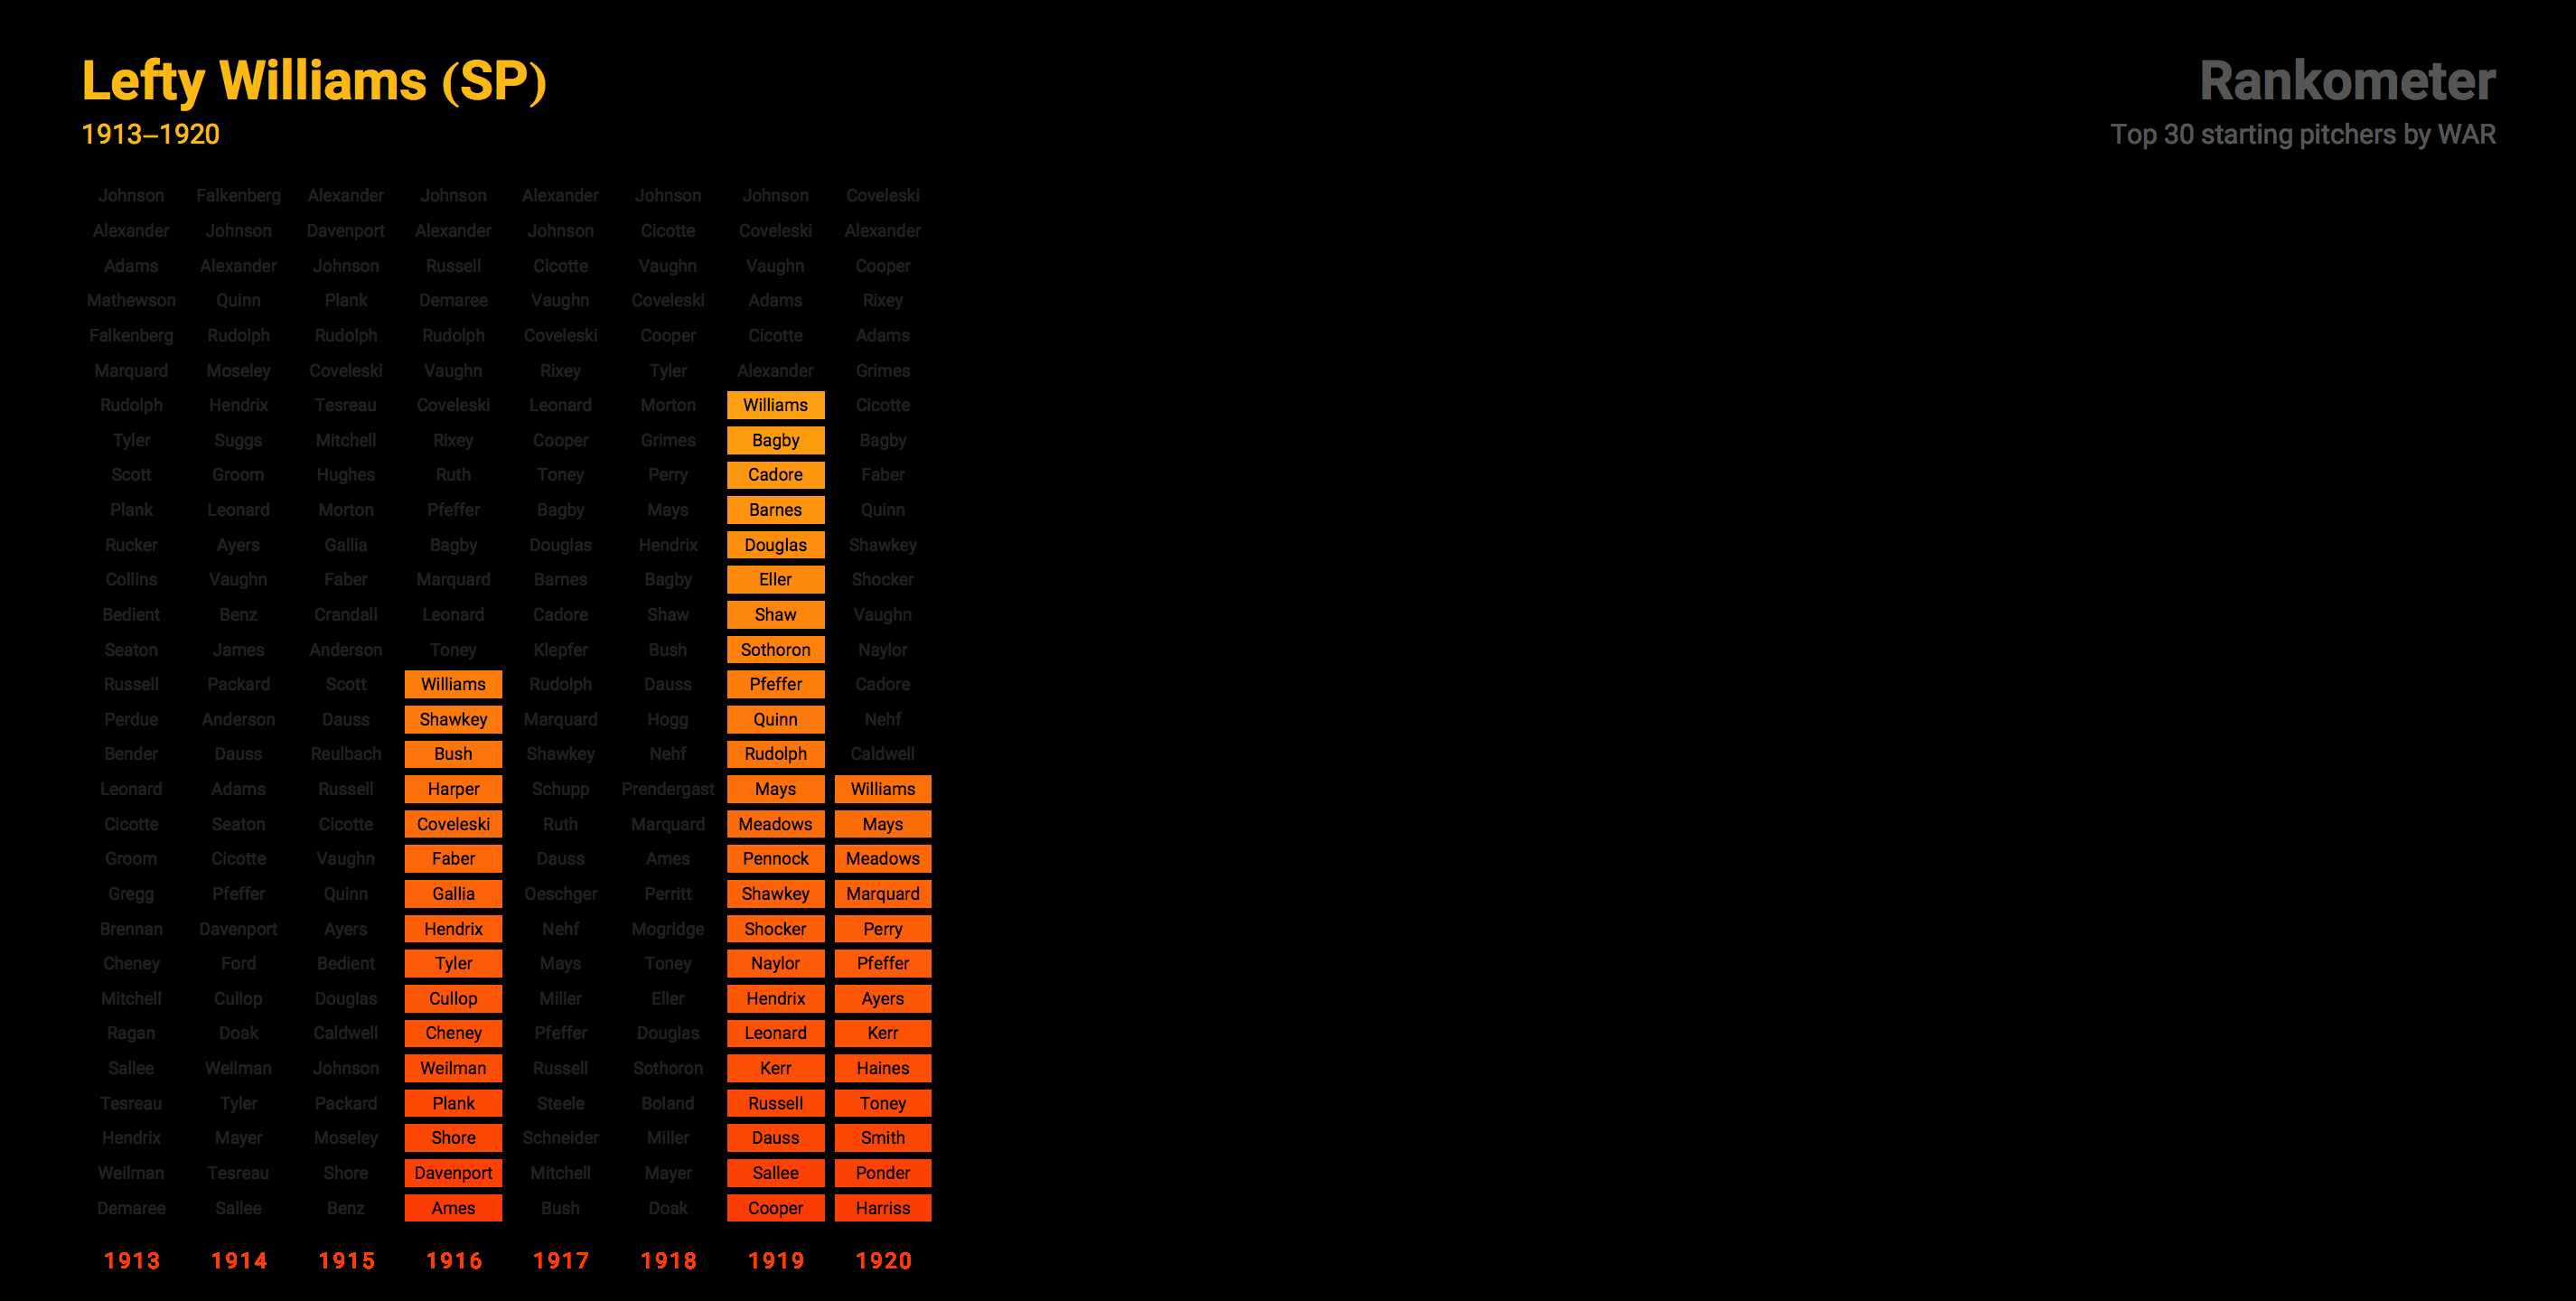 Lefty Williams (SP)
1913–1920
Rankometer
Top 30 starting pitchers by WAR
Johnson Falkenberg Alexander Johnson Alexander Johnson Johnson Coveleski
Alexander Johnson Davenport Alexander Johnson Cicotte Coveleski Alexander
Adams Alexander Johnson Russell Cicotte Vaughn Vaughn Cooper
Mathewson Quinn Plank Demaree Vaughn Coveleski Adams Rixey
Falkenberg Rudolph Rudolph Rudolph Coveleski Cooper Cicotte Adams
Marquard Moseley Coveleski Vaughn Rixey Tyler Alexander Grimes
Rudolph Hendrix Tesreau Coveleski Leonard Morton Williams Cicotte
Tyler Suggs Mitchell Rixey Cooper Grimes Bagby Bagby
Scott Groom Hughes Ruth Toney Perry Cadore Faber
Plank Leonard Morton Pfeffer Bagby Mays Barnes Quinn
Rucker Ayers Gallia Bagby Douglas Hendrix Douglas Shawkey
Collins Vaughn Faber Marquard Barnes Bagby Eller Shocker
Bedient Benz Crandall Leonard Cadore Shaw Shaw Vaughn
Seaton James Anderson Toney Klepfer Bush Sothoron Naylor
Russell Packard Scott Williams Rudolph Dauss Pfeffer Cadore
Perdue Anderson Dauss Shawkey Marquard Hogg Quinn Nehf
Bender Dauss Reulbach Bush Shawkey Nehf Rudolph Caldwell
Leonard Adams Russell Harper Schupp Prendergast Mays Williams
Cicotte Seaton Cicotte Coveleski Ruth Marquard Meadows Mays
Groom Cicotte Vaughn Faber Dauss Ames Pennock Meadows
Gregg Pfeffer Quinn Gallia Oeschger Perritt Shawkey Marquard
Brennan Davenport Ayers Hendrix Nehf Mogridge Shocker Perry
Cheney Ford Bedient Tyler Mays Toney Naylor Pfeffer
Mitchell Cullop Douglas Cullop Miller Eller Hendrix Ayers
Ragan Doak Caldwell Cheney Pfeffer Douglas Leonard Kerr
Sallee Weilman Johnson Weilman Russell Sothoron Kerr Haines
Tesreau Tyler Packard Plank Steele Boland Russell Toney
Hendrix Mayer Moseley Shore Schneider Miller Dauss Smith
Weilman Tesreau Shore Davenport Mitchell Mayer Sallee Ponder
Demaree Sallee Benz Ames Bush Doak Cooper Harriss
1913 1914 1915 1916 1917 1918 1919 1920